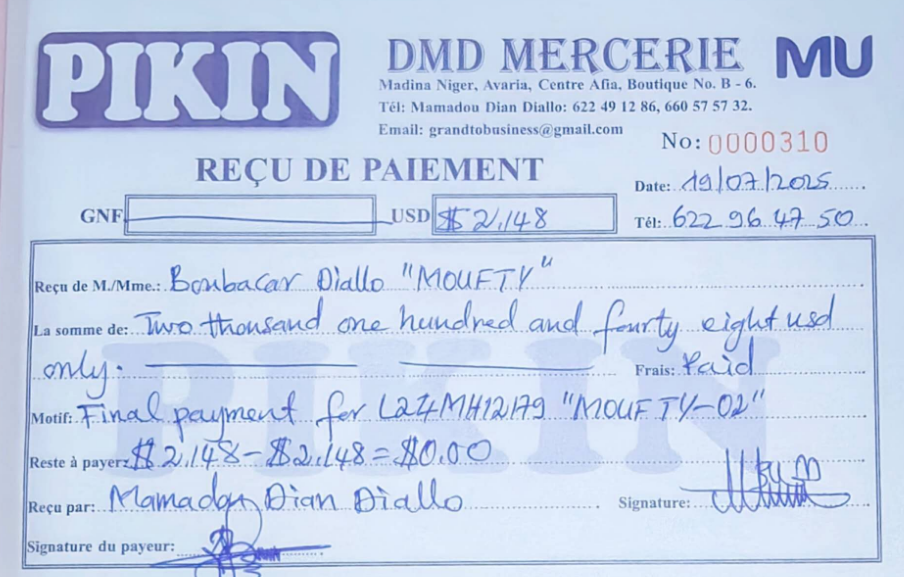 PIKIN
DMD MERCERIE MU
Madina Niger, Avaria, Centre Afia, Boutique No. B - 6.
Tél: Mamadou Dian Diallo: 622 49 12 86, 660 57 57 32.
Email: grandtobusiness@gmail.com
No: 0000310
REÇU DE PAIEMENT
Date: 19/07/2025
GNF USD $2,148
Tél: 622 96 47 50
Reçu de M./Mme.: Boubacar Diallo "MOUFTY"
La somme de: Two thousand one hundred and fourty eight usd
only. Frais: Paid
Motif: Final payment for L24MH12179 "MOUFTY-02"
Reste à payer: $2,148-$2,148=$0.00
Reçu par: Mamadou Dian Diallo Signature:
Signature du payeur:
PIKIN